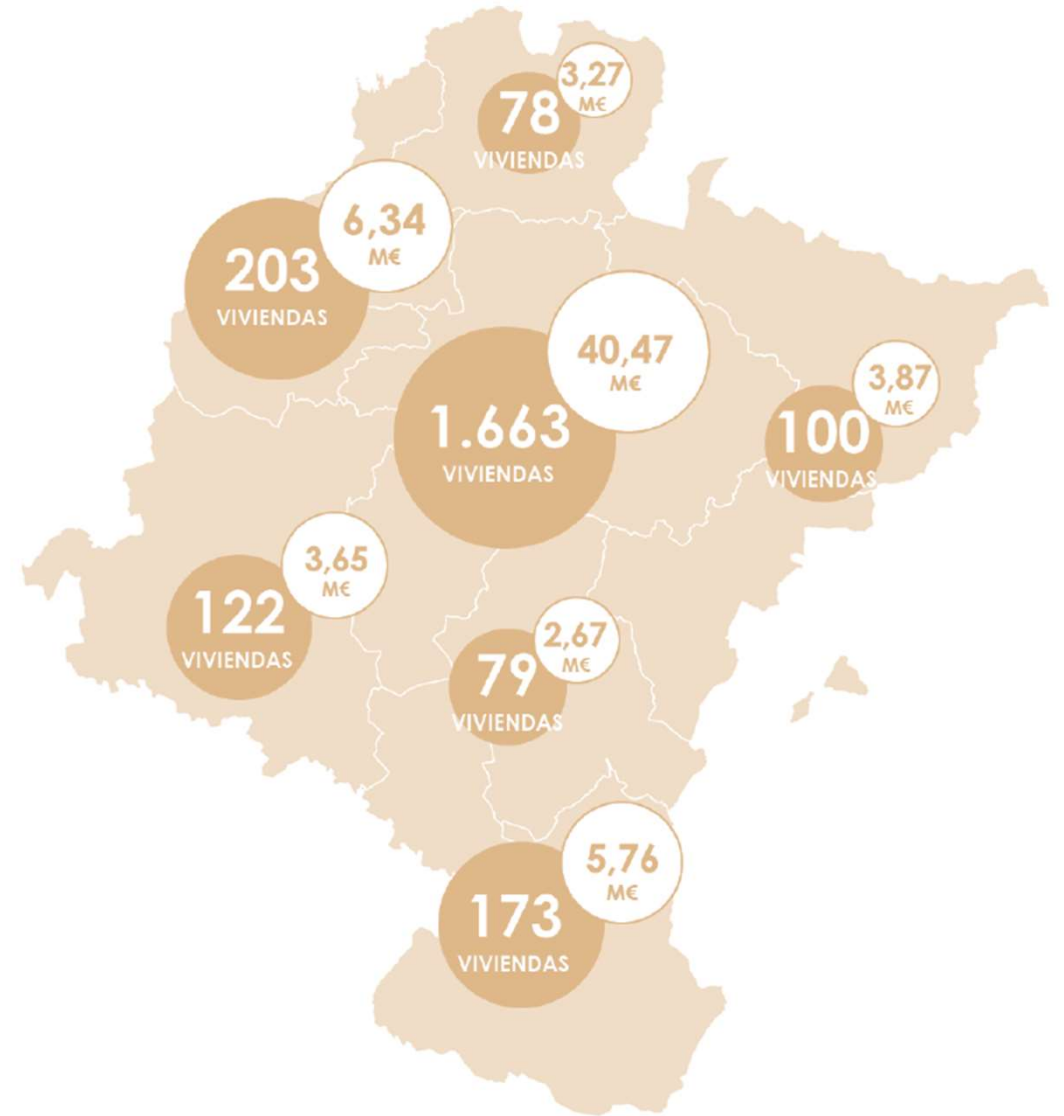 3,27
M€
78
VIVIENDAS
6,34
M€
203
VIVIENDAS
40,47
M€
1.663
VIVIENDAS
3,87
M€
100
VIVIENDAS
3,65
M€
122
VIVIENDAS
2,67
M€
79
VIVIENDAS
5,76
M€
173
VIVIENDAS